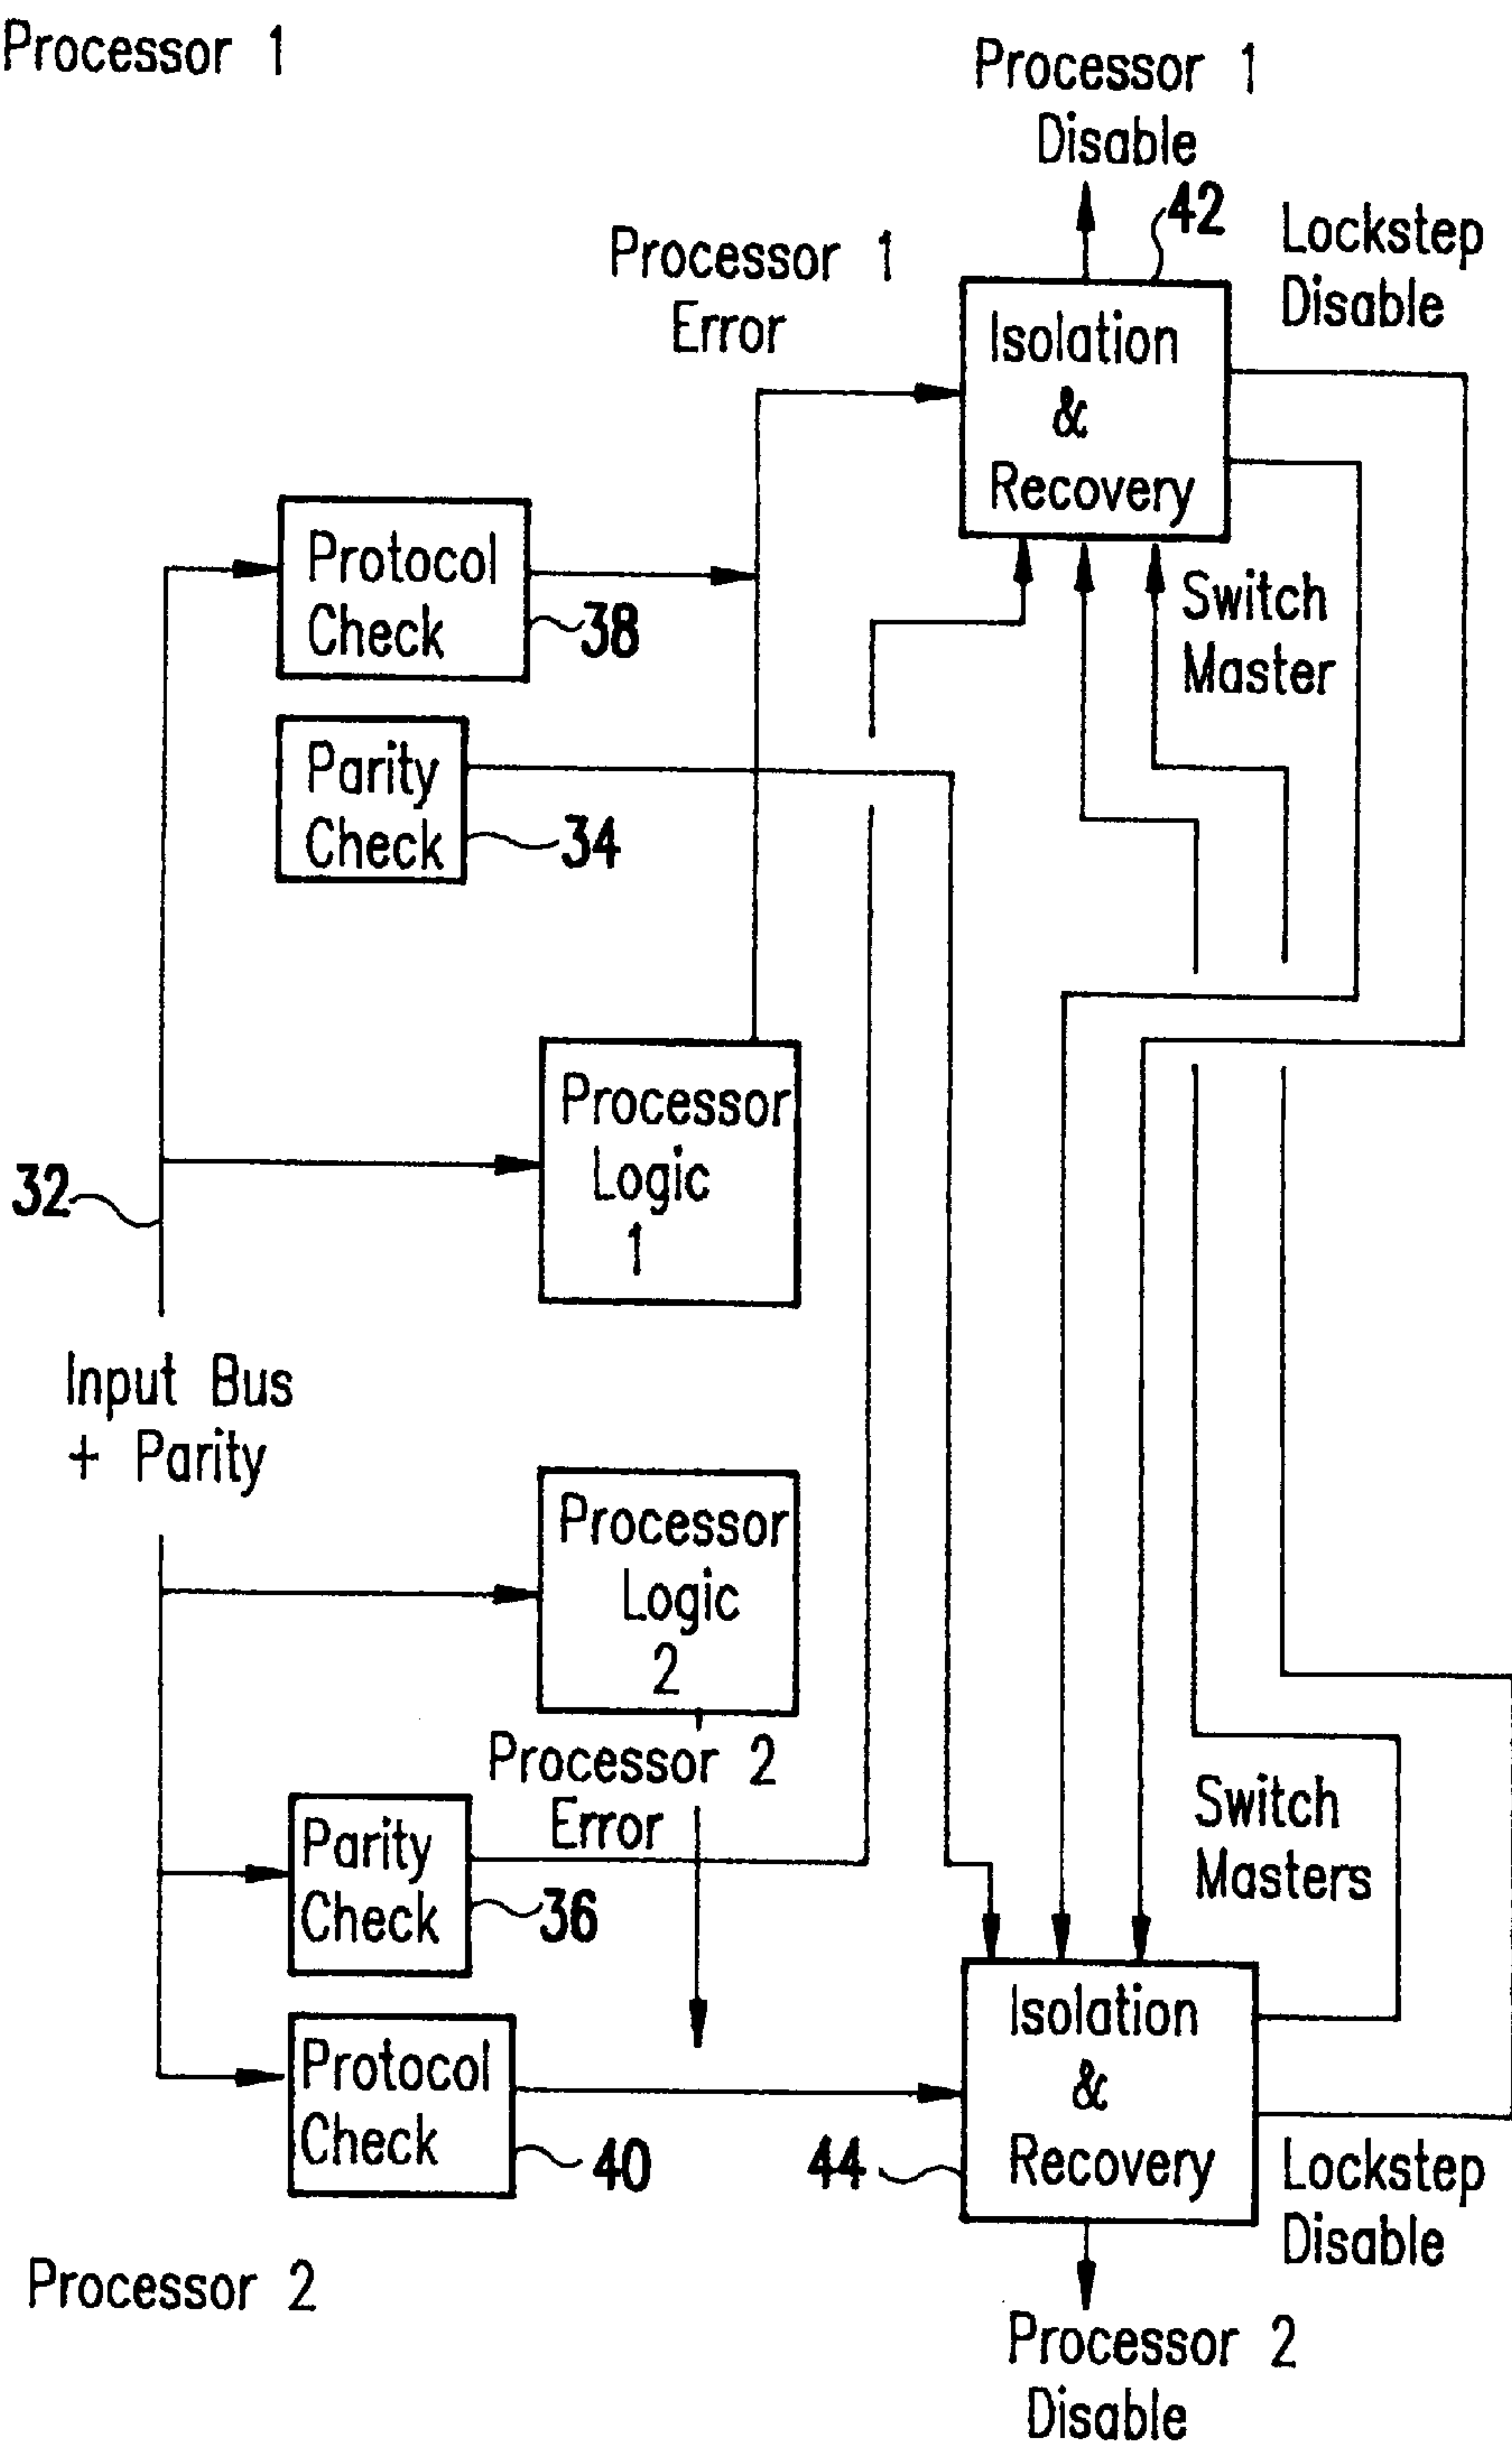 Processor 1
Processor 1
Disable
42
Lockstep
Disable
Processor 1
Error
Isolation
&
Recovery
Protocol
Check
38
Switch
Master
Parity
Check
34
Processor
Logic
1
32
Input Bus
+ Parity
Processor
Logic
2
Processor 2
Error
Parity
Check
36
Switch
Masters
Isolation
&
Recovery
Protocol
Check
40
44
Lockstep
Disable
Processor 2
Processor 2
Disable